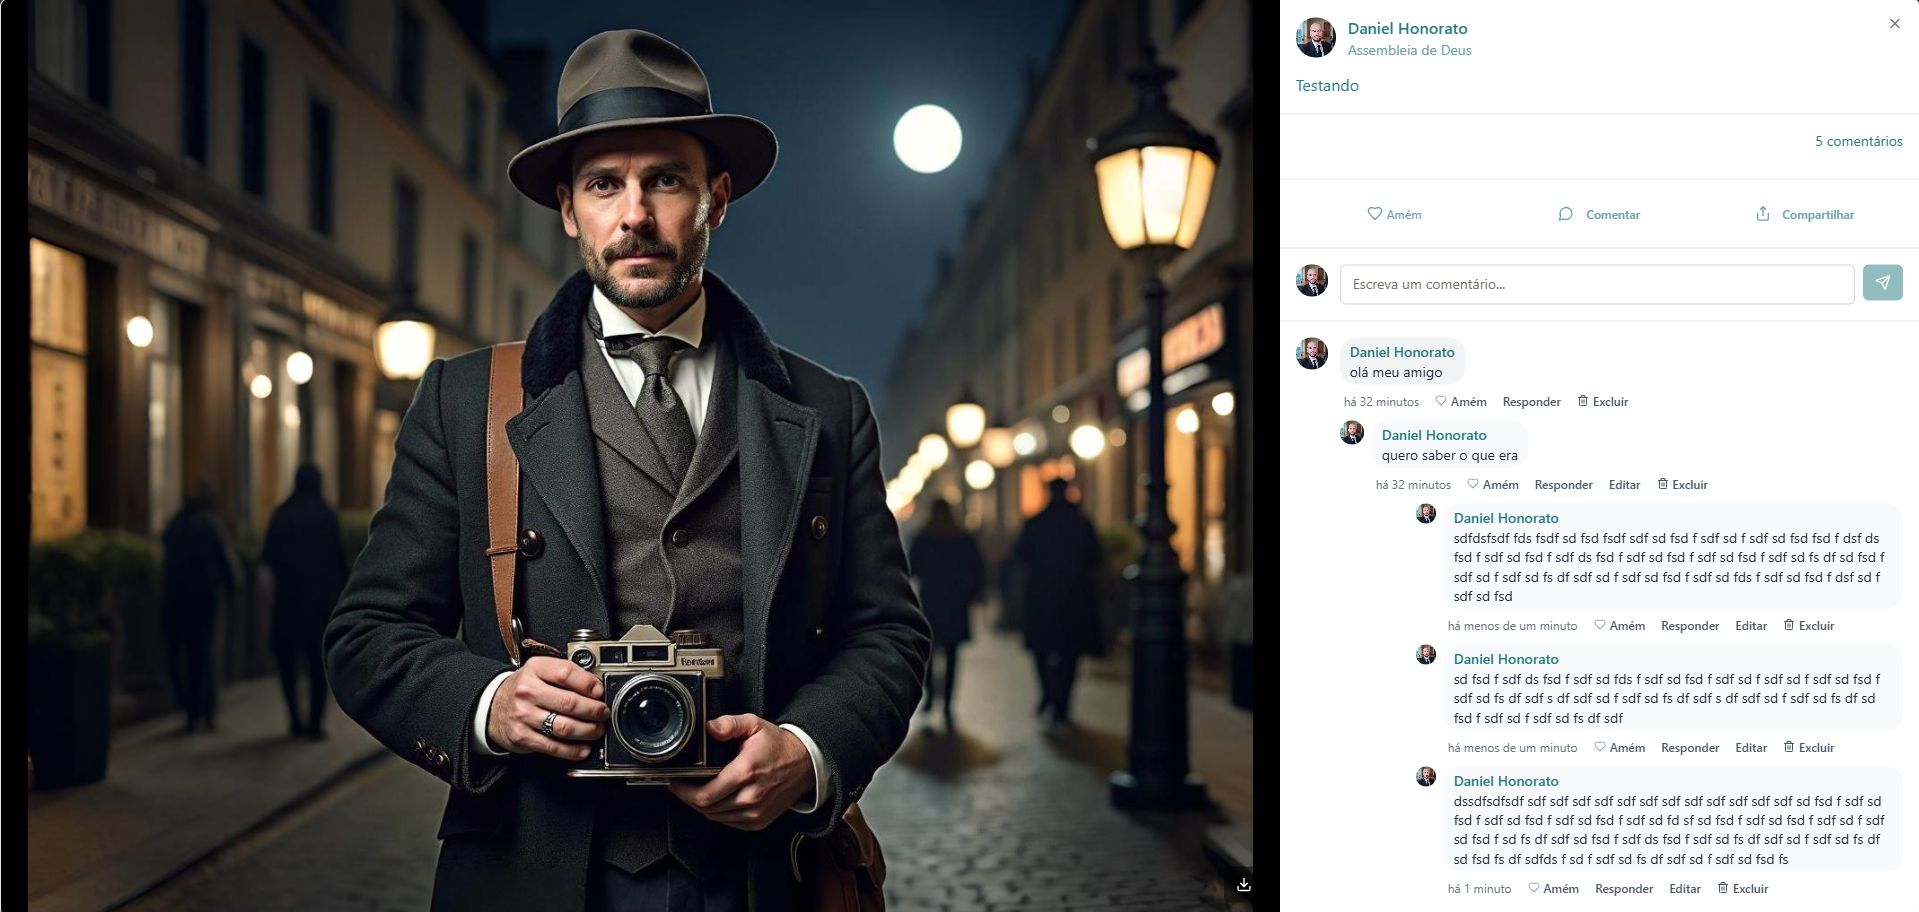 Daniel Honorato
Assembleia de Deus
Testando
5 comentários
Amém
Comentar
Compartilhar
Escreva um comentário...
Daniel Honorato
olá meu amigo
há 32 minutos Amém Responder Excluir
Daniel Honorato
quero saber o que era
há 32 minutos Amém Responder Editar Excluir
Daniel Honorato
sdfdsfsdf fds fsdf sd fsd fsdf sdf sd fsd f sdf sd f sdf sd fsd fsd f dsf ds
fsd f sdf sd fsd f sdf ds fsd f sdf sd fsd f sdf sd fsd f sdf sd fs df sd fsd f
sdf sd f sdf sd fs df sdf sd f sdf sd fsd f sdf sd fds f sdf sd fsd f dsf sd f
sdf sd fsd
há menos de um minuto Amém Responder Editar Excluir
Daniel Honorato
sd fsd f sdf ds fsd f sdf sd fds f sdf sd fsd f sdf sd f sdf sd f sdf sd fsd f
sdf sd fs df sdf s df sdf sd f sdf sd fs df sdf s df sdf sd f sdf sd fs df sd
fsd f sdf sd f sdf sd fs df sdf
há menos de um minuto Amém Responder Editar Excluir
Daniel Honorato
dssdfsdfsdf sdf sdf sdf sdf sdf sdf sdf sdf sdf sdf sdf sdf sd fsd f sdf sd
fsd f sdf sd fsd f sdf sd fsd f sdf sd fd sf sd fsd f sdf sd fsd f sdf sd f sdf
sd fsd f sd fs df sdf sd fsd f sdf ds fsd f sdf sd fs df sdf sd f sdf sd fs df
sd fsd fs df sdfds f sd f sdf sd fs df sdf sd f sdf sd fsd fs
há 1 minuto Amém Responder Editar Excluir